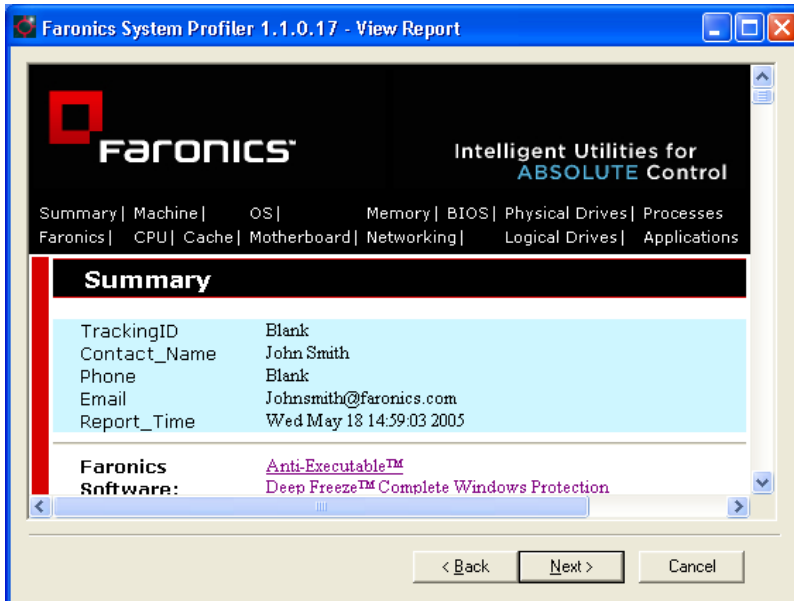 Faronics System Profiler 1.1.0.17 - View Report
FARONICS™
Intelligent Utilities for
ABSOLUTE Control
Summary| Machine| OS| Memory| BIOS| Physical Drives| Processes
Faronics| CPU| Cache| Motherboard| Networking| Logical Drives| Applications
Summary
TrackingID Blank
Contact_Name John Smith
Phone Blank
Email Johnsmith@faronics.com
Report_Time Wed May 18 14:59:03 2005
Faronics Anti-Executable™
Software: Deep Freeze™ Complete Windows Protection
< Back Next > Cancel